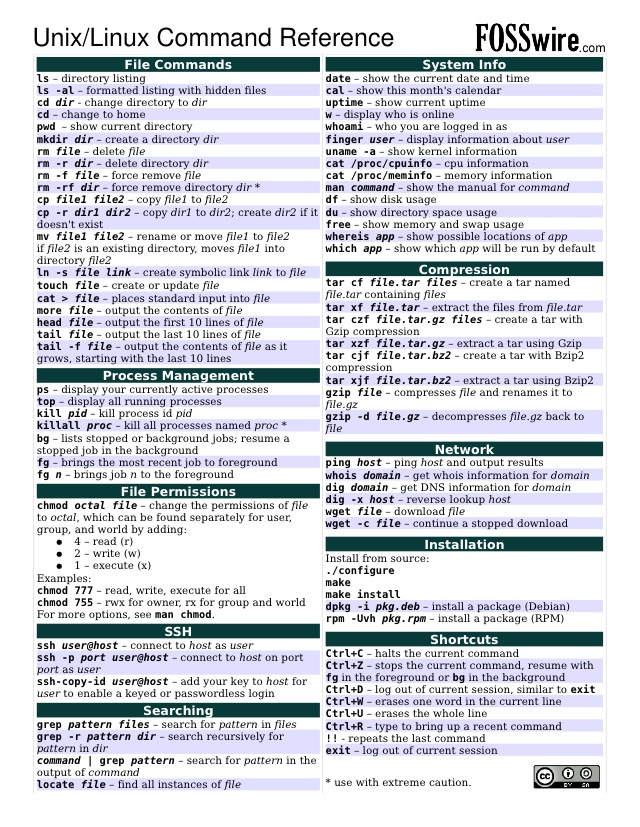 Unix/Linux Command Reference
FOSSwire.com
File Commands
ls – directory listing
ls -al – formatted listing with hidden files
cd dir - change directory to dir
cd – change to home
pwd – show current directory
mkdir dir – create a directory dir
rm file – delete file
rm -r dir – delete directory dir
rm -f file – force remove file
rm -rf dir – force remove directory dir *
cp file1 file2 – copy file1 to file2
cp -r dir1 dir2 – copy dir1 to dir2; create dir2 if it
doesn't exist
mv file1 file2 – rename or move file1 to file2
if file2 is an existing directory, moves file1 into
directory file2
ln -s file link – create symbolic link link to file
touch file – create or update file
cat > file – places standard input into file
more file – output the contents of file
head file – output the first 10 lines of file
tail file – output the last 10 lines of file
tail -f file – output the contents of file as it
grows, starting with the last 10 lines
Process Management
ps – display your currently active processes
top – display all running processes
kill pid – kill process id pid
killall proc – kill all processes named proc *
bg – lists stopped or background jobs; resume a
stopped job in the background
fg – brings the most recent job to foreground
fg n – brings job n to the foreground
File Permissions
chmod octal file – change the permissions of file
to octal, which can be found separately for user,
group, and world by adding:
● 4 – read (r)
● 2 – write (w)
● 1 – execute (x)
Examples:
chmod 777 – read, write, execute for all
chmod 755 – rwx for owner, rx for group and world
For more options, see man chmod.
SSH
ssh user@host – connect to host as user
ssh -p port user@host – connect to host on port
port as user
ssh-copy-id user@host – add your key to host for
user to enable a keyed or passwordless login
Searching
grep pattern files – search for pattern in files
grep -r pattern dir – search recursively for
pattern in dir
command | grep pattern – search for pattern in the
output of command
locate file – find all instances of file
System Info
date – show the current date and time
cal – show this month's calendar
uptime – show current uptime
w – display who is online
whoami – who you are logged in as
finger user – display information about user
uname -a – show kernel information
cat /proc/cpuinfo – cpu information
cat /proc/meminfo – memory information
man command – show the manual for command
df – show disk usage
du – show directory space usage
free – show memory and swap usage
whereis app – show possible locations of app
which app – show which app will be run by default
Compression
tar cf file.tar files – create a tar named
file.tar containing files
tar xf file.tar – extract the files from file.tar
tar czf file.tar.gz files – create a tar with
Gzip compression
tar xzf file.tar.gz – extract a tar using Gzip
tar cjf file.tar.bz2 – create a tar with Bzip2
compression
tar xjf file.tar.bz2 – extract a tar using Bzip2
gzip file – compresses file and renames it to
file.gz
gzip -d file.gz – decompresses file.gz back to
file
Network
ping host – ping host and output results
whois domain – get whois information for domain
dig domain – get DNS information for domain
dig -x host – reverse lookup host
wget file – download file
wget -c file – continue a stopped download
Installation
Install from source:
./configure
make
make install
dpkg -i pkg.deb – install a package (Debian)
rpm -Uvh pkg.rpm – install a package (RPM)
Shortcuts
Ctrl+C – halts the current command
Ctrl+Z – stops the current command, resume with
fg in the foreground or bg in the background
Ctrl+D – log out of current session, similar to exit
Ctrl+W – erases one word in the current line
Ctrl+U – erases the whole line
Ctrl+R – type to bring up a recent command
!! - repeats the last command
exit – log out of current session
* use with extreme caution.
cc
BY SA